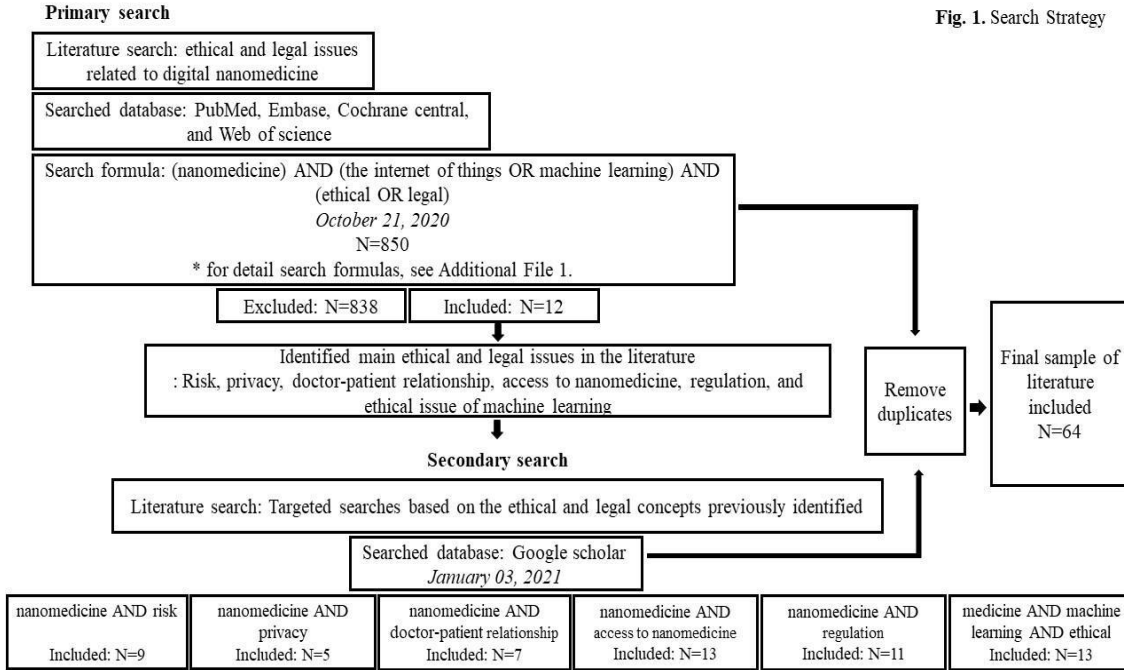 Primary search
Fig. 1. Search Strategy
Literature search: ethical and legal issues
related to digital nanomedicine
Searched database: PubMed, Embase, Cochrane central,
and Web of science
Search formula: (nanomedicine) AND (the internet of things OR machine learning) AND
(ethical OR legal)
October 21, 2020
N=850
* for detail search formulas, see Additional File 1.
Excluded: N=838
Included: N=12
Identified main ethical and legal issues in the literature
: Risk, privacy, doctor-patient relationship, access to nanomedicine, regulation, and
ethical issue of machine learning
Remove
duplicates
Final sample of
literature
included
N=64
Secondary search
Literature search: Targeted searches based on the ethical and legal concepts previously identified
Searched database: Google scholar
January 03, 2021
nanomedicine AND risk
Included: N=9
nanomedicine AND
privacy
Included: N=5
nanomedicine AND
doctor-patient relationship
Included: N=7
nanomedicine AND
access to nanomedicine
Included: N=13
nanomedicine AND
regulation
Included: N=11
medicine AND machine
learning AND ethical
Included: N=13